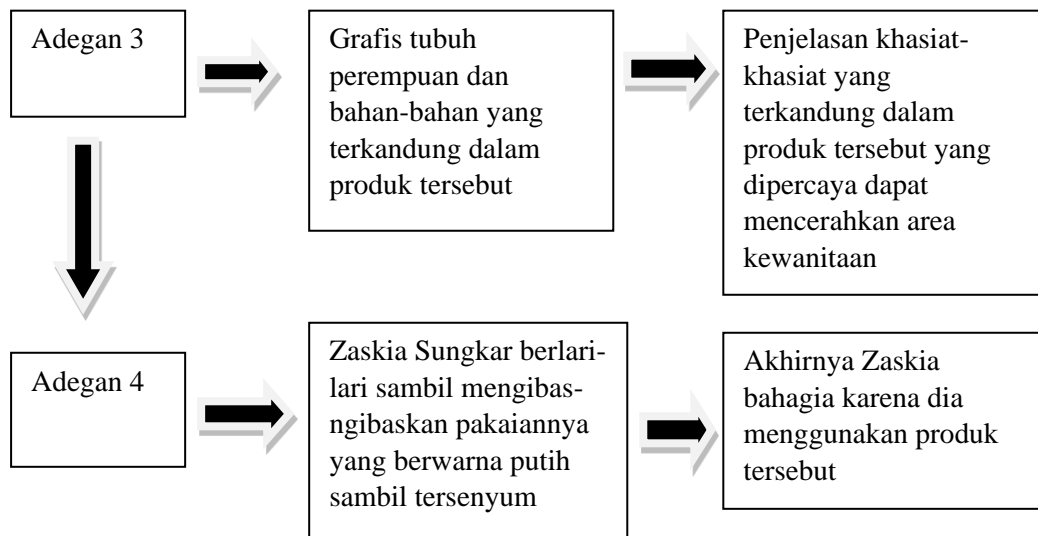 Adegan 3
Grafis tubuh
perempuan dan
bahan-bahan yang
terkandung dalam
produk tersebut
Penjelasan khasiat-
khasiat yang
terkandung dalam
produk tersebut yang
dipercaya dapat
mencerahkan area
kewanitaan
Adegan 4
Zaskia Sungkar berlari-
lari sambil mengibas-
ngibaskan pakaiannya
yang berwarna putih
sambil tersenyum
Akhirnya Zaskia
bahagia karena dia
menggunakan produk
tersebut